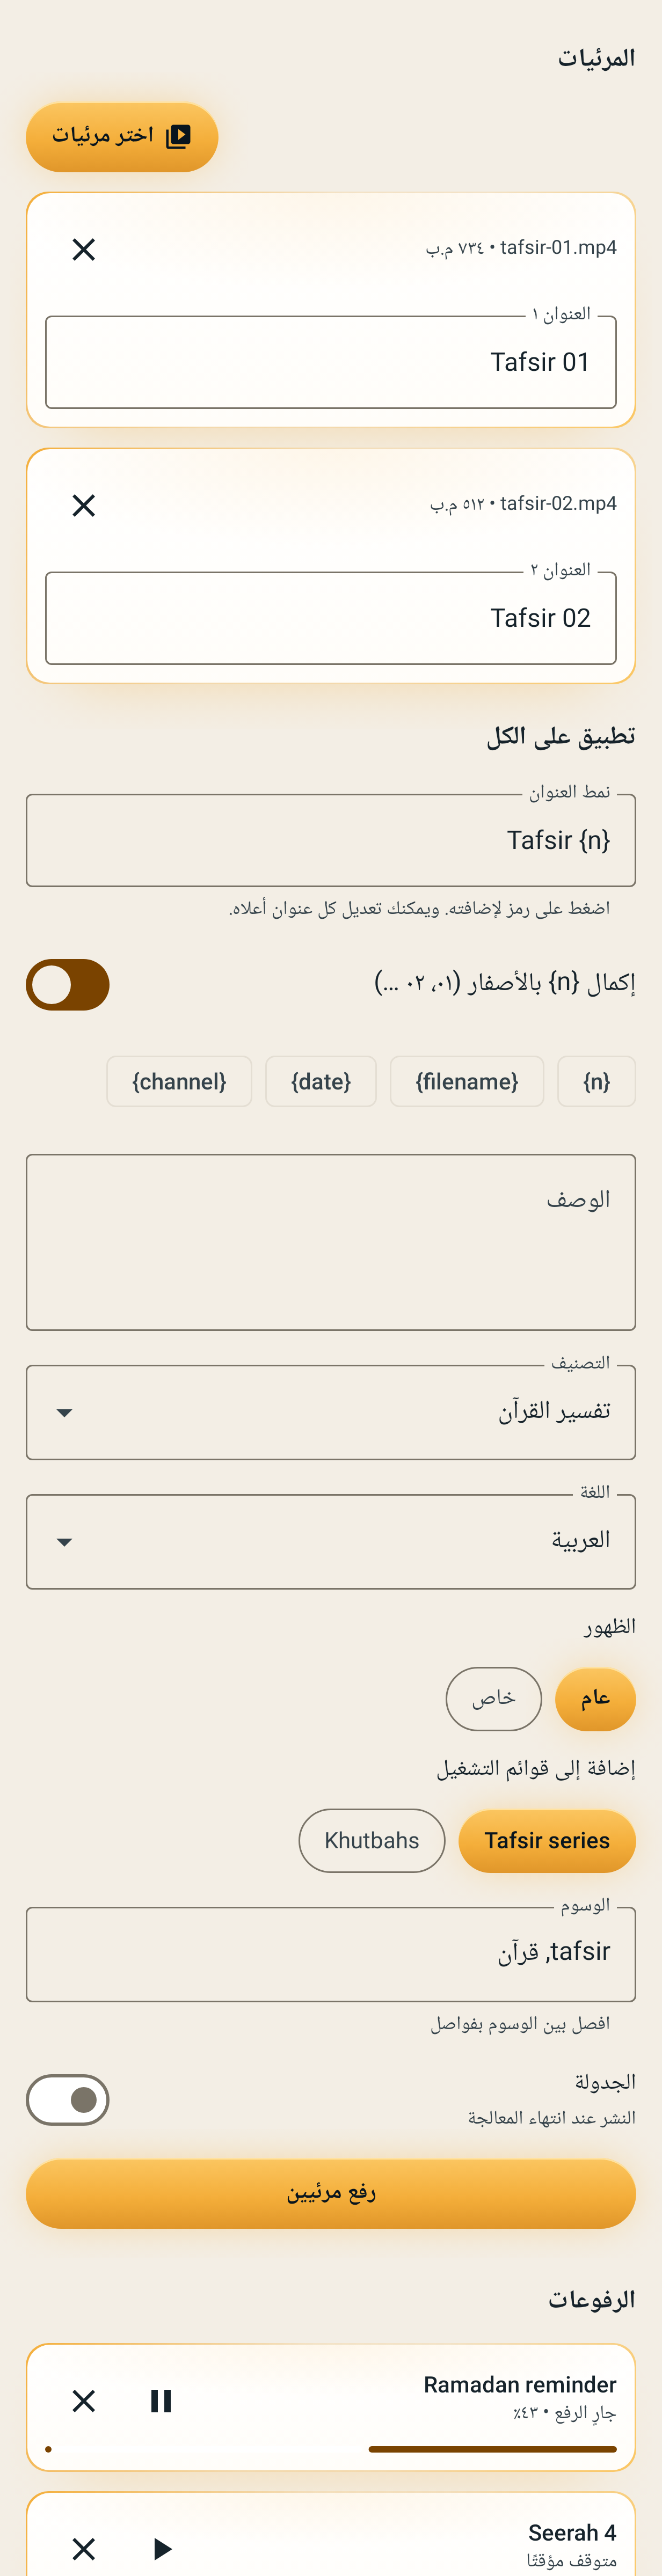 المرئيات
اختر مرئيات
tafsir-01.mp4 • ٧٣٤ م.ب
العنوان ١
Tafsir 01
tafsir-02.mp4 • ٥١٢ م.ب
العنوان ٢
Tafsir 02
تطبيق على الكل
نمط العنوان
Tafsir {n}
اضغط على رمز لإضافته. ويمكنك تعديل كل عنوان أعلاه.
إكمال {n} بالأصفار (٠١، ٠٢ ...)
{n} {filename} {date} {channel}
الوصف
التصنيف
تفسير القرآن
اللغة
العربية
الظهور
عام خاص
إضافة إلى قوائم التشغيل
Tafsir series Khutbahs
الوسوم
tafsir, قرآن
افصل بين الوسوم بفواصل
الجدولة
النشر عند انتهاء المعالجة
رفع مرئيين
الرفوعات
Ramadan reminder
جارٍ الرفع • ٤٣٪
Seerah 4
متوقف مؤقتًا